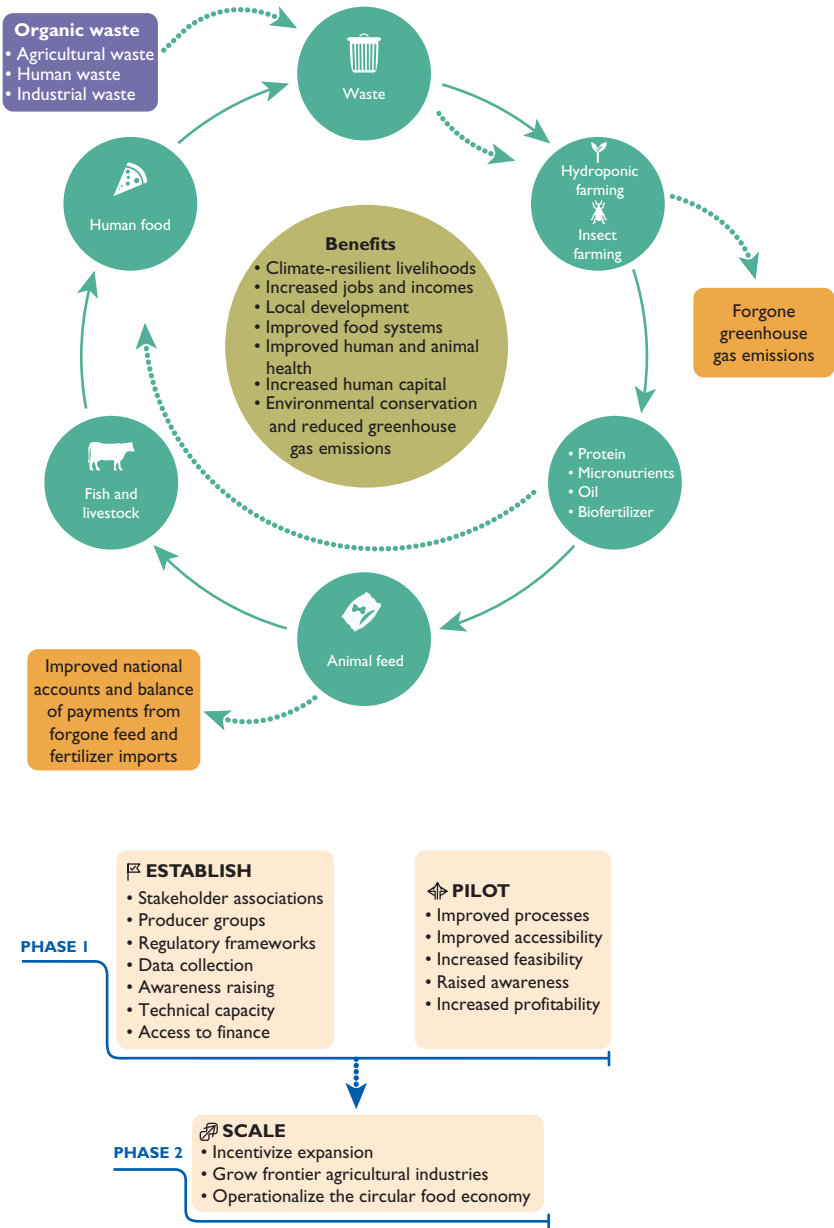 Organic waste
• Agricultural waste
• Human waste
• Industrial waste
Waste
Hydroponic
farming
Insect
farming
Human food
Benefits
• Climate-resilient livelihoods
• Increased jobs and incomes
• Local development
• Improved food systems
• Improved human and animal
health
• Increased human capital
• Environmental conservation
and reduced greenhouse
gas emissions
Forgone
greenhouse
gas emissions
• Protein
• Micronutrients
• Oil
• Biofertilizer
Fish and
livestock
Animal feed
Improved national
accounts and balance
of payments from
forgone feed and
fertilizer imports
PHASE 1
ESTABLISH
• Stakeholder associations
• Producer groups
• Regulatory frameworks
• Data collection
• Awareness raising
• Technical capacity
• Access to finance
PILOT
• Improved processes
• Improved accessibility
• Increased feasibility
• Raised awareness
• Increased profitability
PHASE 2
SCALE
• Incentivize expansion
• Grow frontier agricultural industries
• Operationalize the circular food economy